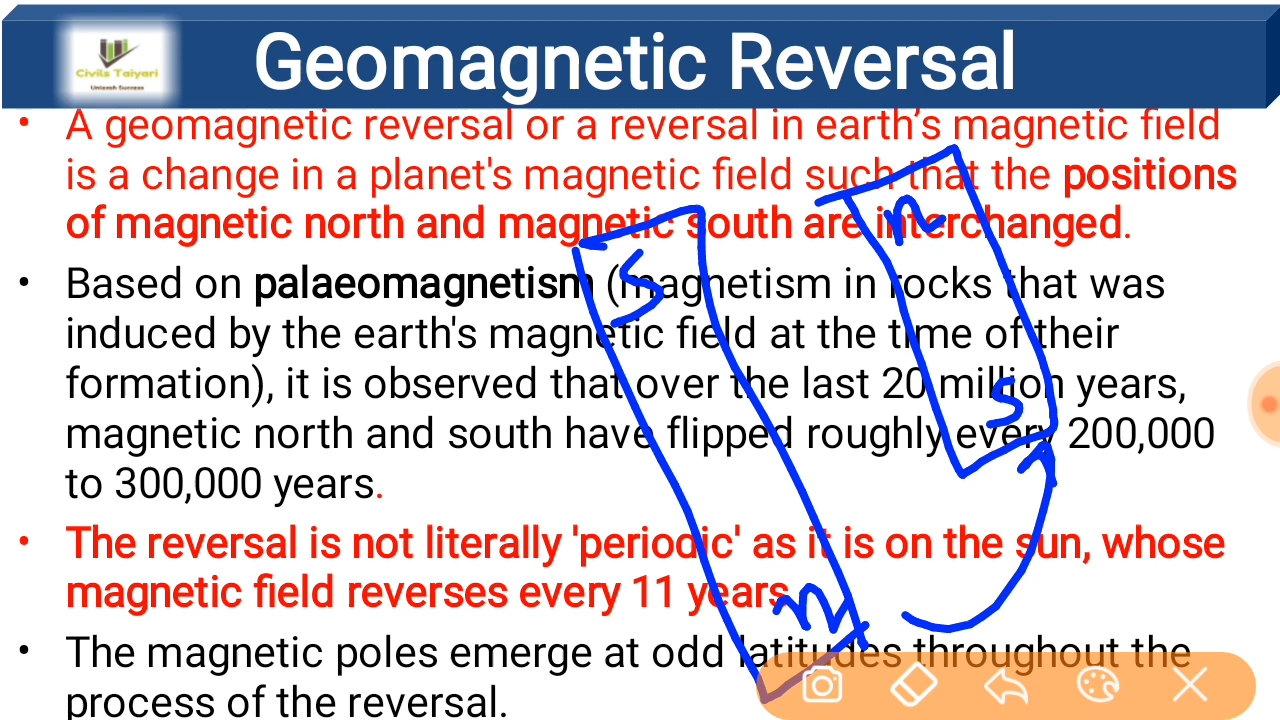 Geomagnetic Reversal
Civils Taiyari
Unleash Success
• A geomagnetic reversal or a reversal in earth’s magnetic field
is a change in a planet's magnetic field such that the positions
of magnetic north and magnetic south are interchanged.
• Based on palaeomagnetism (magnetism in rocks that was
induced by the earth's magnetic field at the time of their
formation), it is observed that over the last 20 million years,
magnetic north and south have flipped roughly every 200,000
to 300,000 years.
• The reversal is not literally 'periodic' as it is on the sun, whose
magnetic field reverses every 11 years.
• The magnetic poles emerge at odd latitudes throughout the
process of the reversal.
S
n
n
s